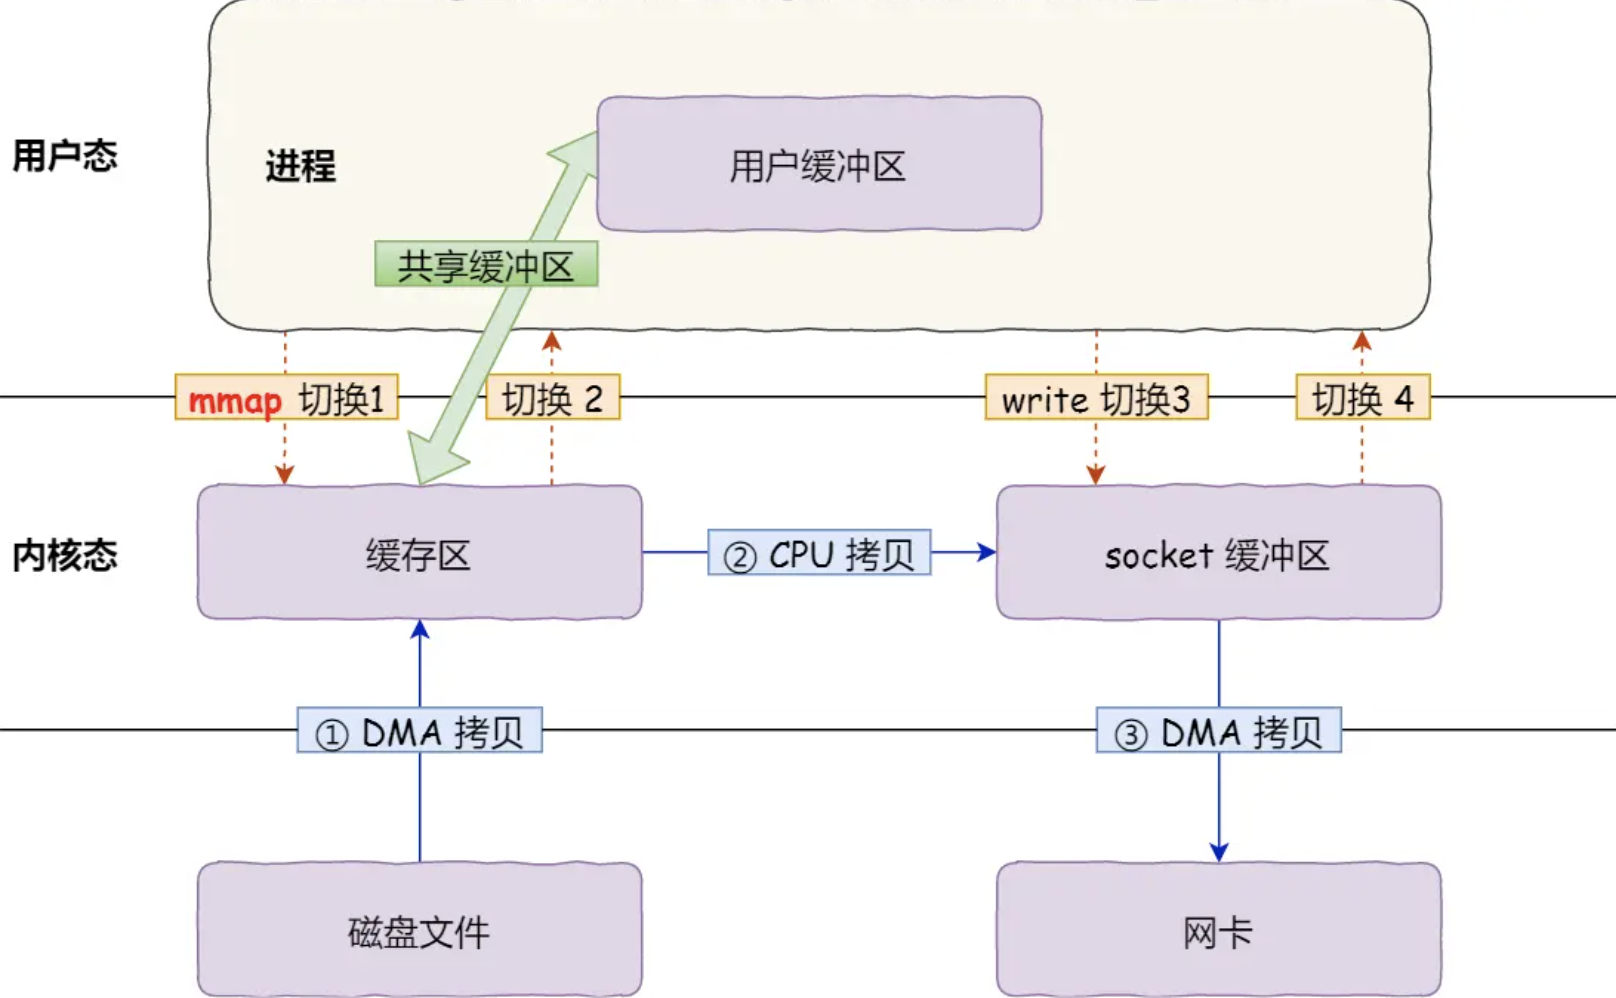 用户态
进程
用户缓冲区
共享缓冲区
mmap 切换1
切换 2
write 切换3
切换 4
内核态
缓存区
② CPU 拷贝
socket 缓冲区
① DMA 拷贝
③ DMA 拷贝
磁盘文件
网卡